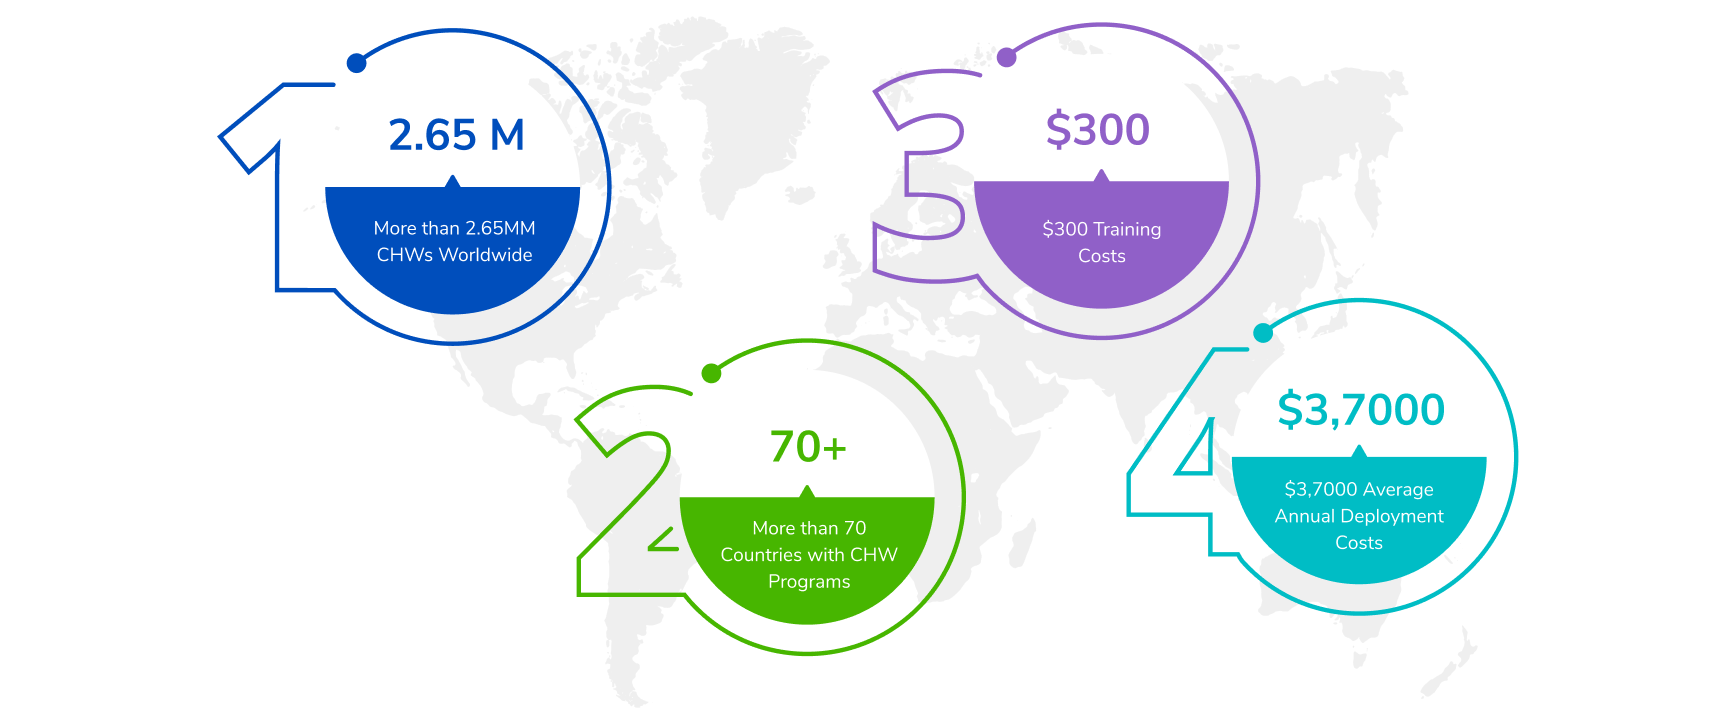 1
2.65 M
More than 2.65MM
CHWs Worldwide
2
70+
More than 70
Countries with CHW
Programs
3
$300
$300 Training
Costs
4
$3,7000
$3,7000 Average
Annual Deployment
Costs